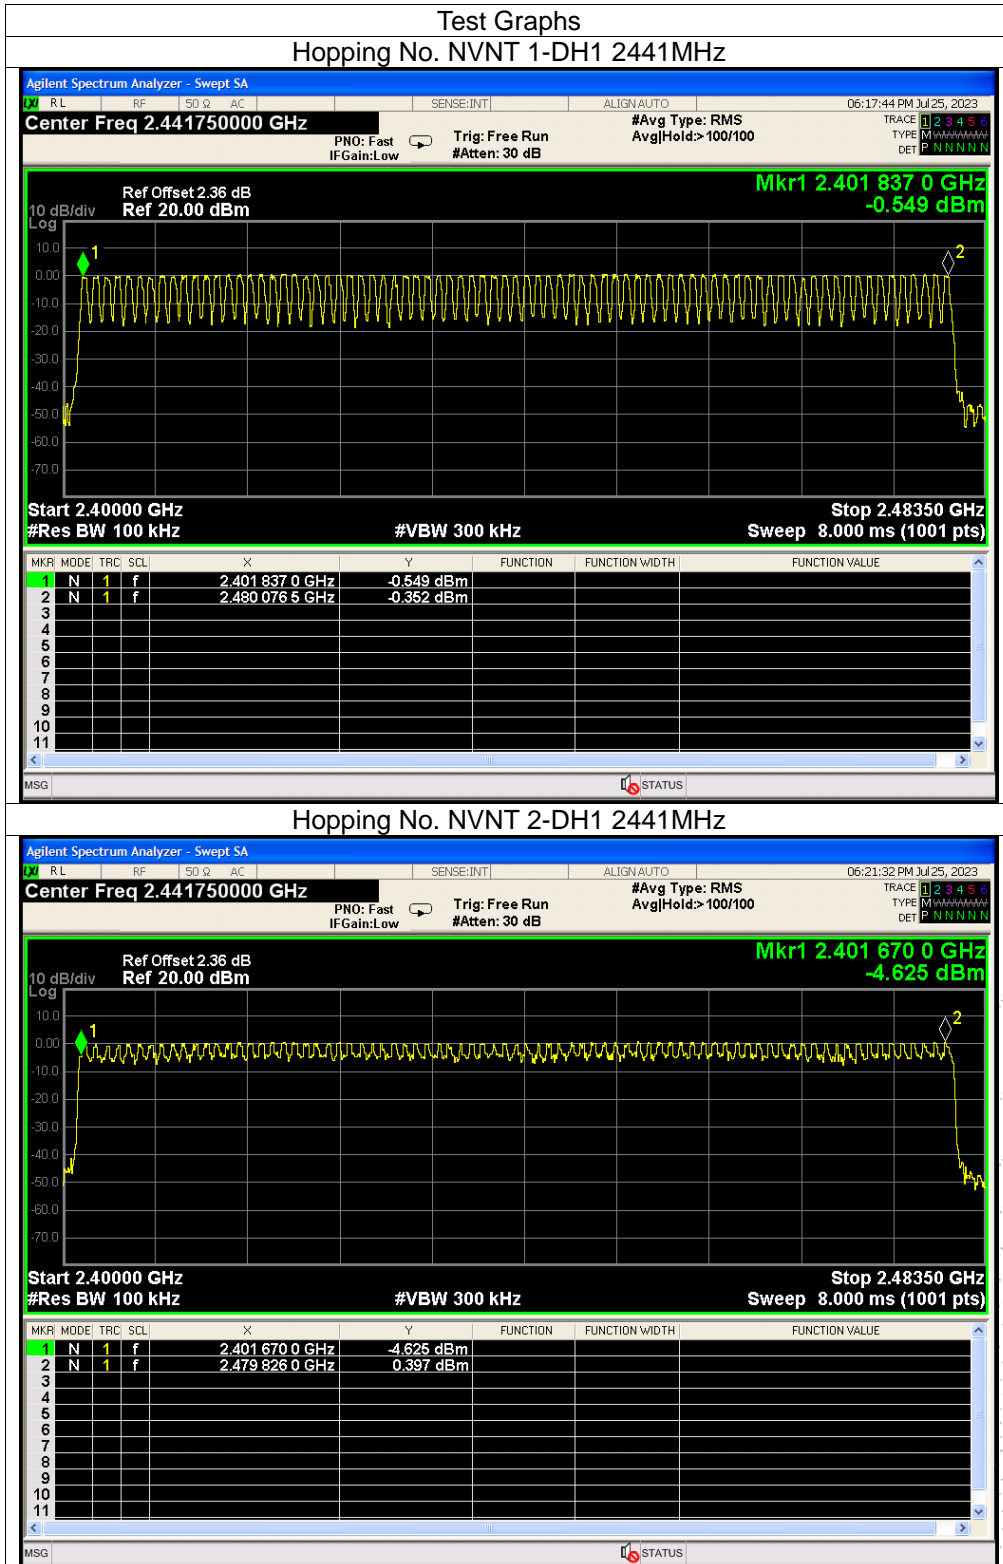 Test Graphs
Hopping No. NVNT 1-DH1 2441MHz
Agilent Spectrum Analyzer - Swept SA
LXI RL RF 50 Ω AC SENSE:INT ALIGN AUTO 06:17:44 PM Jul 25, 2023
Center Freq 2.441750000 GHz #Avg Type: RMS TRACE 1 2 3 4 5 6
PNO: Fast Trig: Free Run Avg|Hold:>100/100 TYPE M
IFGain:Low #Atten: 30 dB DET P N N N N N
Mkr1 2.401 837 0 GHz
Ref Offset 2.36 dB
-0.549 dBm
10 dB/div Ref 20.00 dBm
Log
10.0
1
2
0.00
-10.0
-20.0
-30.0
-40.0
-50.0
-60.0
-70.0
Start 2.40000 GHz Stop 2.48350 GHz
#Res BW 100 kHz #VBW 300 kHz Sweep 8.000 ms (1001 pts)
MKR MODE TRC SCL X Y FUNCTION FUNCTION WIDTH FUNCTION VALUE
1 N 1 f 2.401 837 0 GHz -0.549 dBm
2 N 1 f 2.480 076 5 GHz -0.352 dBm
3
4
5
6
7
8
9
10
11
MSG STATUS
Hopping No. NVNT 2-DH1 2441MHz
Agilent Spectrum Analyzer - Swept SA
LXI RL RF 50 Ω AC SENSE:INT ALIGN AUTO 06:21:32 PM Jul 25, 2023
Center Freq 2.441750000 GHz #Avg Type: RMS TRACE 1 2 3 4 5 6
PNO: Fast Trig: Free Run Avg|Hold:>100/100 TYPE M
IFGain:Low #Atten: 30 dB DET P N N N N N
Mkr1 2.401 670 0 GHz
Ref Offset 2.36 dB
-4.625 dBm
10 dB/div Ref 20.00 dBm
Log
10.0
1
2
0.00
-10.0
-20.0
-30.0
-40.0
-50.0
-60.0
-70.0
Start 2.40000 GHz Stop 2.48350 GHz
#Res BW 100 kHz #VBW 300 kHz Sweep 8.000 ms (1001 pts)
MKR MODE TRC SCL X Y FUNCTION FUNCTION WIDTH FUNCTION VALUE
1 N 1 f 2.401 670 0 GHz -4.625 dBm
2 N 1 f 2.479 826 0 GHz 0.397 dBm
3
4
5
6
7
8
9
10
11
MSG STATUS